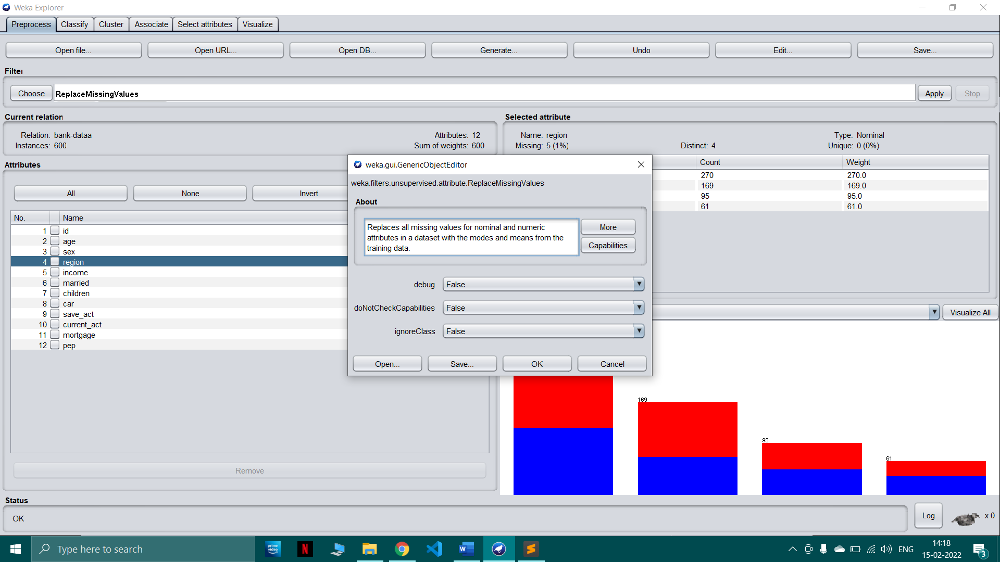 Weka Explorer
Preprocess Classify Cluster Associate Select attributes Visualize
Open file... Open URL... Open DB... Generate... Undo Edit... Save...
Filter
Choose ReplaceMissingValues Apply Stop
Current relation
Relation: bank-dataa Attributes: 12
Instances: 600 Sum of weights: 600
Selected attribute
Name: region Type: Nominal
Missing: 5 (1%) Distinct: 4 Unique: 0 (0%)
Count Weight
270 270.0
169 169.0
95 95.0
61 61.0
Attributes
All None Invert
No. Name
1 id
2 age
3 sex
4 region
5 income
6 married
7 children
8 car
9 save_act
10 current_act
11 mortgage
12 pep
Remove
weka.gui.GenericObjectEditor
weka.filters.unsupervised.attribute.ReplaceMissingValues
About
Replaces all missing values for nominal and numeric
attributes in a dataset with the modes and means from the
training data.
More
Capabilities
debug False
doNotCheckCapabilities False
ignoreClass False
Open... Save... OK Cancel
Visualize All
169
95
61
Status
OK
Log x 0
Type here to search
prime video
N
W
S
ENG
14:18
15-02-2022
3